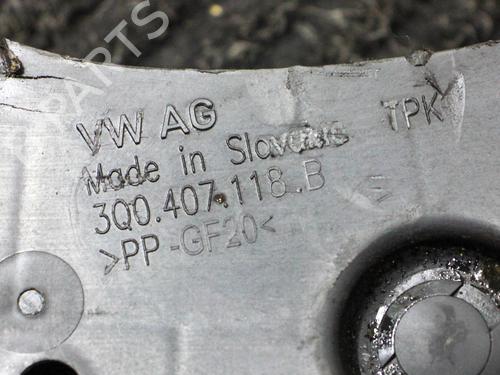 VW AG
Made in Slovakia TPK
3Q0.407.118.B
>PP-GF20<